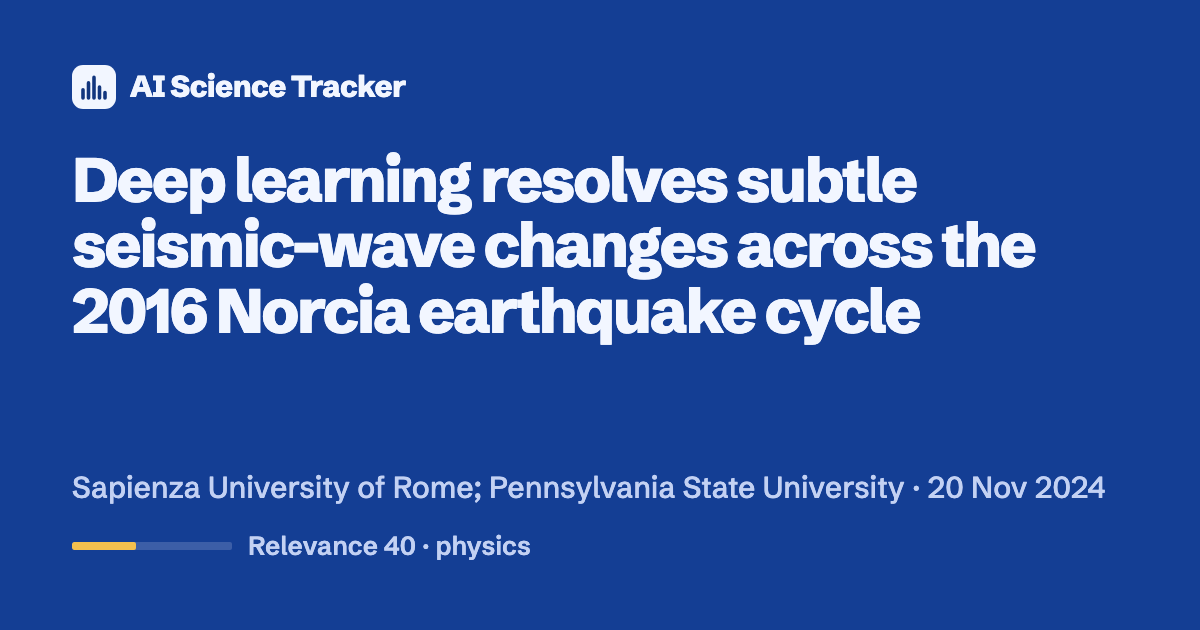 AI Science Tracker
Deep learning resolves subtle
seismic-wave changes across the
2016 Norcia earthquake cycle
Sapienza University of Rome; Pennsylvania State University · 20 Nov 2024
Relevance 40 · physics